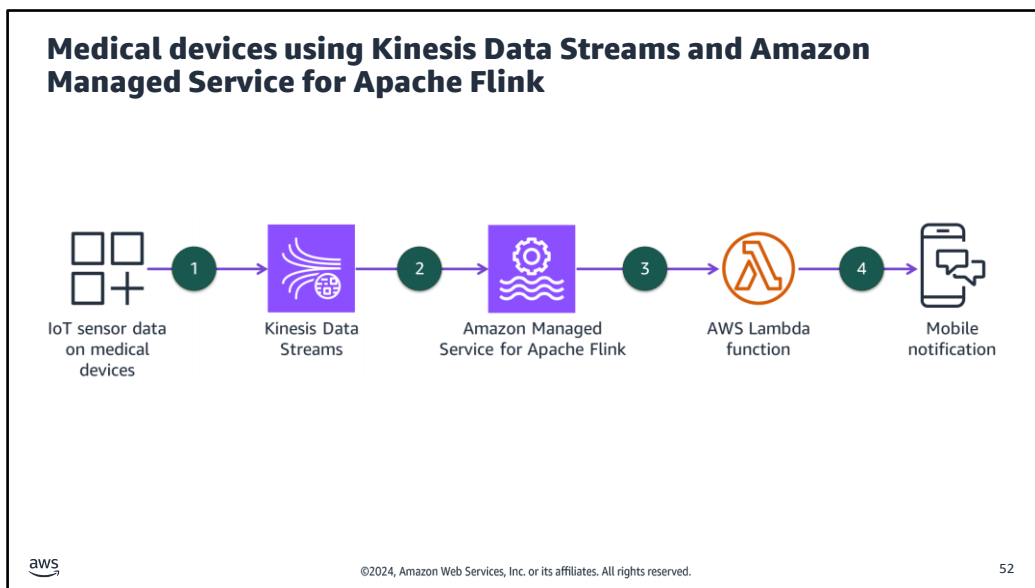 Medical devices using Kinesis Data Streams and Amazon
Managed Service for Apache Flink
1
2
3
4
IoT sensor data
on medical
devices
Kinesis Data
Streams
Amazon Managed
Service for Apache Flink
AWS Lambda
function
Mobile
notification
aws
©2024, Amazon Web Services, Inc. or its affiliates. All rights reserved.
52